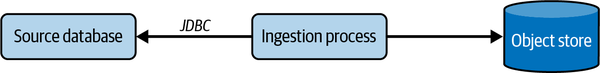 Source database
JDBC
Ingestion process
Object store